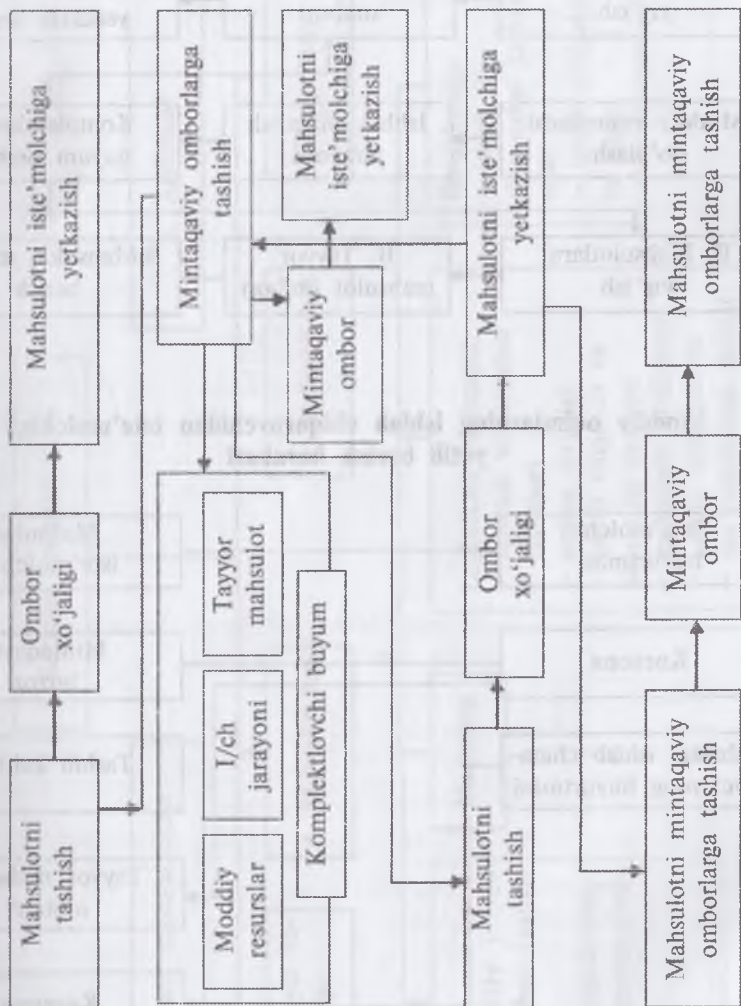 Mahsulotni
tashish
Ombor
xo‘jaligi
Mahsulotni iste’molchiga
yetkazish
Moddiy
resurslar
I/ch
jarayoni
Tayyor
mahsulot
Komplektlovchi buyum
Mintaqaviy omborlarga
tashish
Mintaqaviy
ombor
Mahsulotni
iste’molchiga
yetkazish
Mahsulotni
tashish
Ombor
xo‘jaligi
Mahsulotni iste’molchiga
yetkazish
Mahsulotni mintaqaviy
omborlarga tashish
Mintaqaviy
ombor
Mahsulotni mintaqaviy
omborlarga tashish